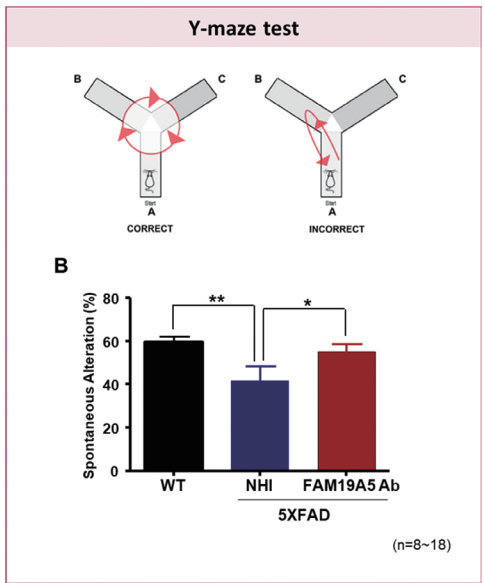 Y-maze test
B
C
B
C
Start
A
CORRECT
Start
A
INCORRECT
B
Spontaneous Alteration (%)
80
60
40
20
0
**
*
WT
NHI
FAM19A5 Ab
5XFAD
(n=8~18)